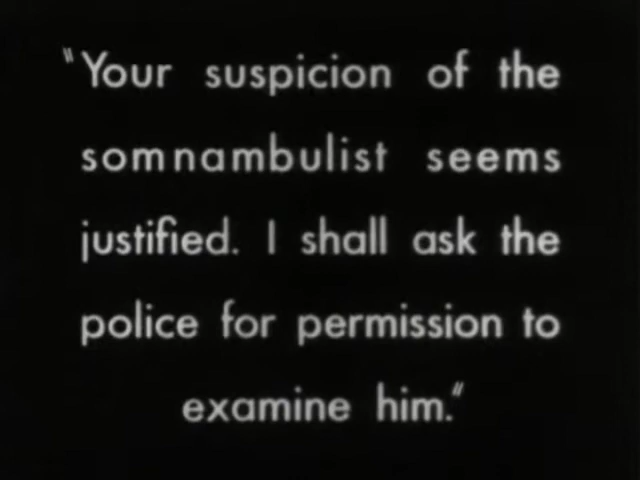 "Your suspicion of the
somnambulist seems
justified. I shall ask the
police for permission to
examine him."